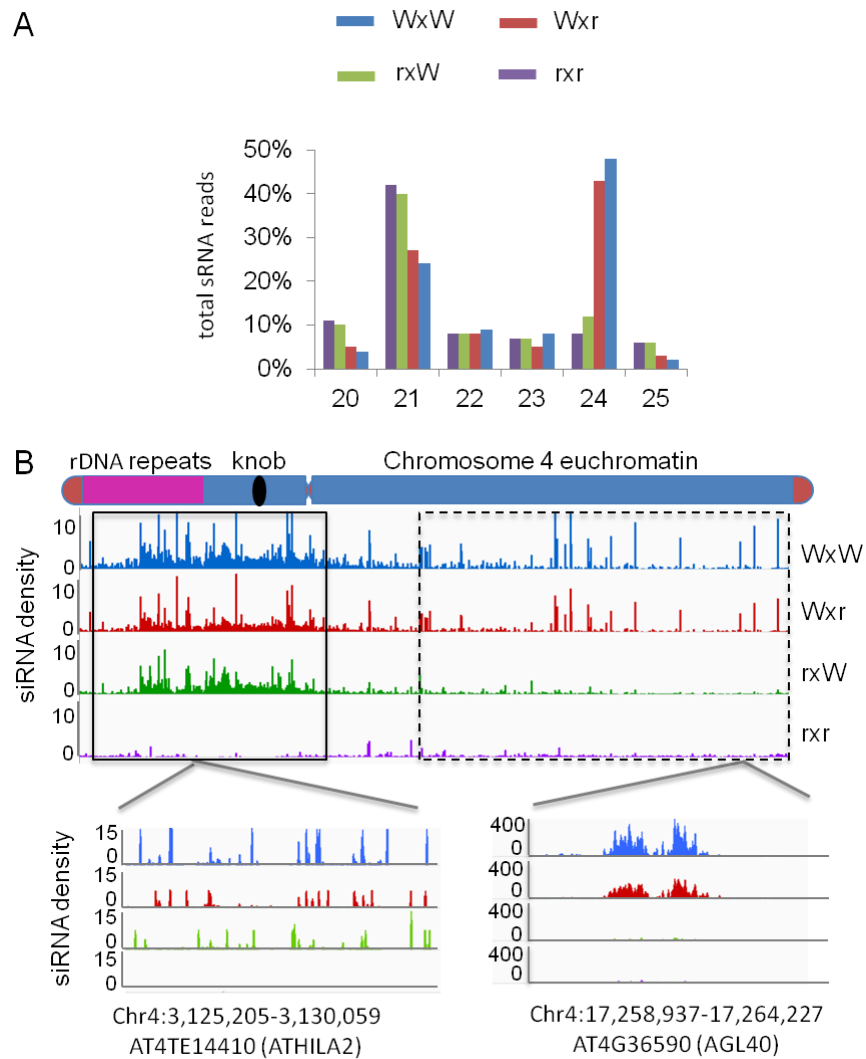 A
WxW
Wxr
rxW
rxr
total sRNA reads
50%
40%
30%
20%
10%
0%
20 21 22 23 24 25
B
rDNA repeats knob Chromosome 4 euchromatin
siRNA density
10
0
WxW
10
0
Wxr
10
0
rxW
10
0
rxr
siRNA density
15
0
15
0
15
0
15
0
400
0
400
0
400
0
400
0
Chr4:3,125,205-3,130,059
AT4TE14410 (ATHILA2)
Chr4:17,258,937-17,264,227
AT4G36590 (AGL40)